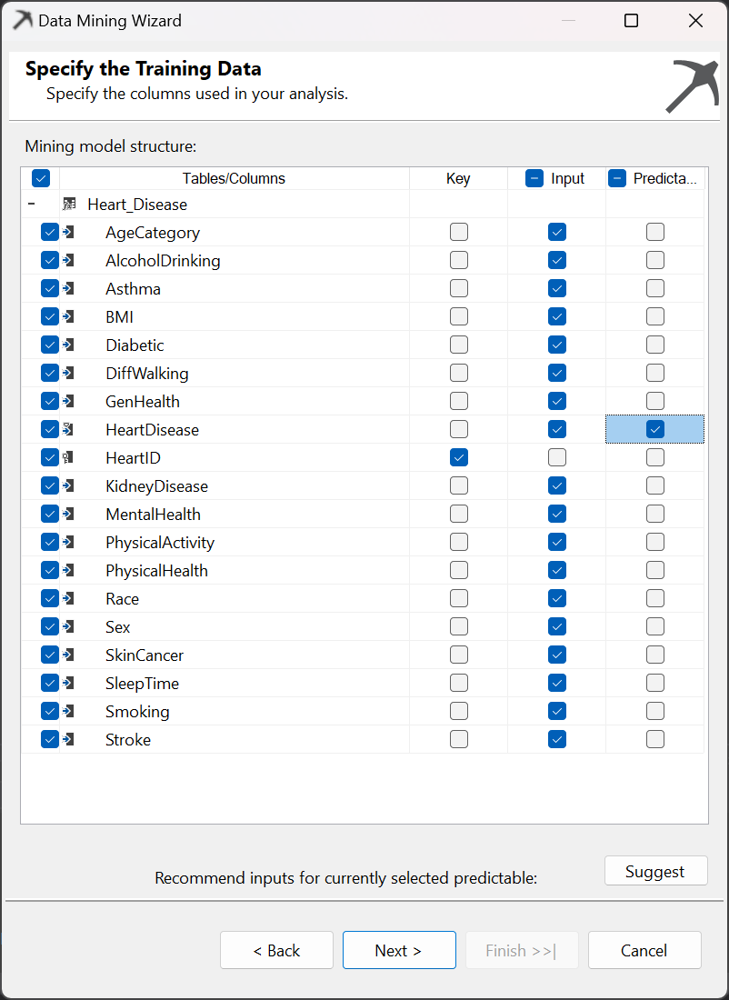 Data Mining Wizard
Specify the Training Data
Specify the columns used in your analysis.
Mining model structure:
Tables/Columns Key Input Predicta...
Heart_Disease
AgeCategory
AlcoholDrinking
Asthma
BMI
Diabetic
DiffWalking
GenHealth
HeartDisease
HeartID
KidneyDisease
MentalHealth
PhysicalActivity
PhysicalHealth
Race
Sex
SkinCancer
SleepTime
Smoking
Stroke
Recommend inputs for currently selected predictable: Suggest
< Back Next > Finish >>| Cancel